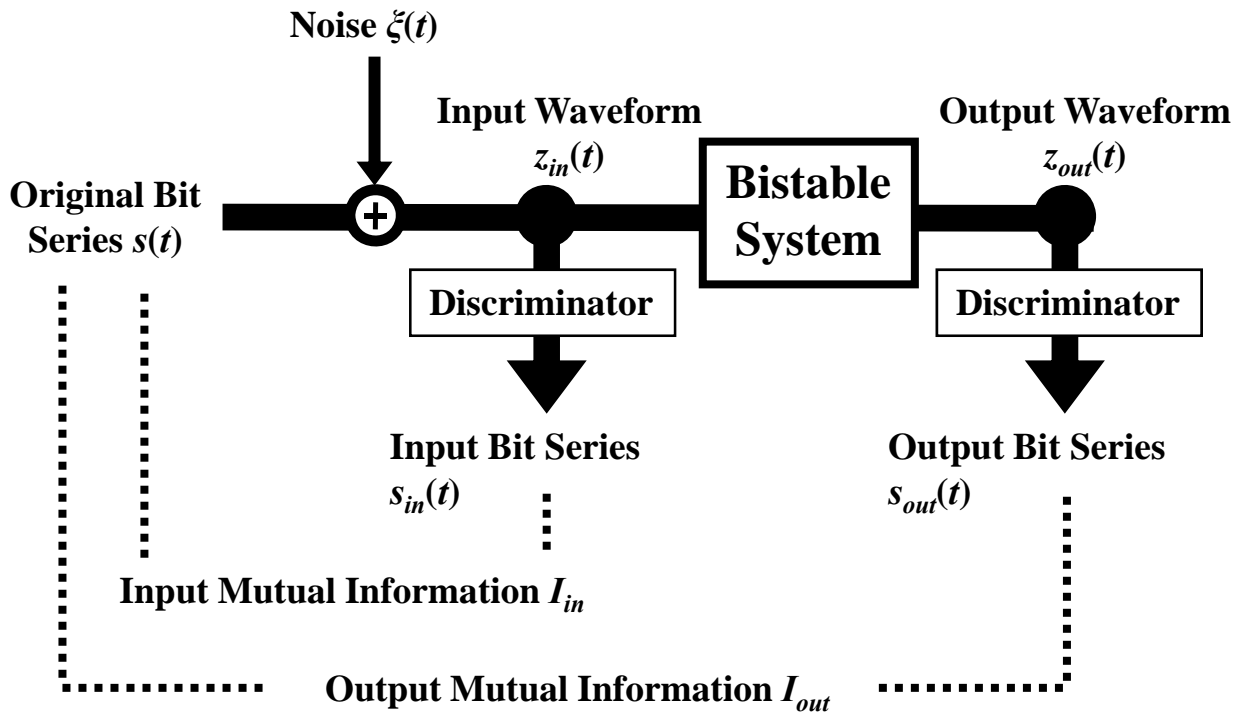 Noise ξ(t)
Input Waveform
z_in(t)
Output Waveform
z_out(t)
Original Bit
Series s(t)
+
Bistable
System
Discriminator
Discriminator
Input Bit Series
s_in(t)
Output Bit Series
s_out(t)
Input Mutual Information I_in
Output Mutual Information I_out